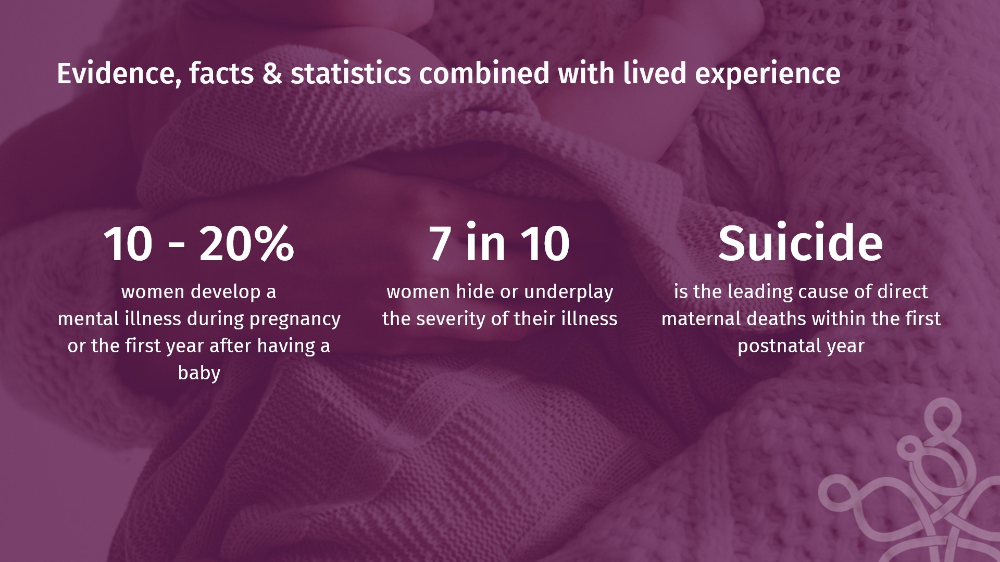 Evidence, facts & statistics combined with lived experience
10 - 20%
women develop a
mental illness during pregnancy
or the first year after having a
baby
7 in 10
women hide or underplay
the severity of their illness
Suicide
is the leading cause of direct
maternal deaths within the first
postnatal year